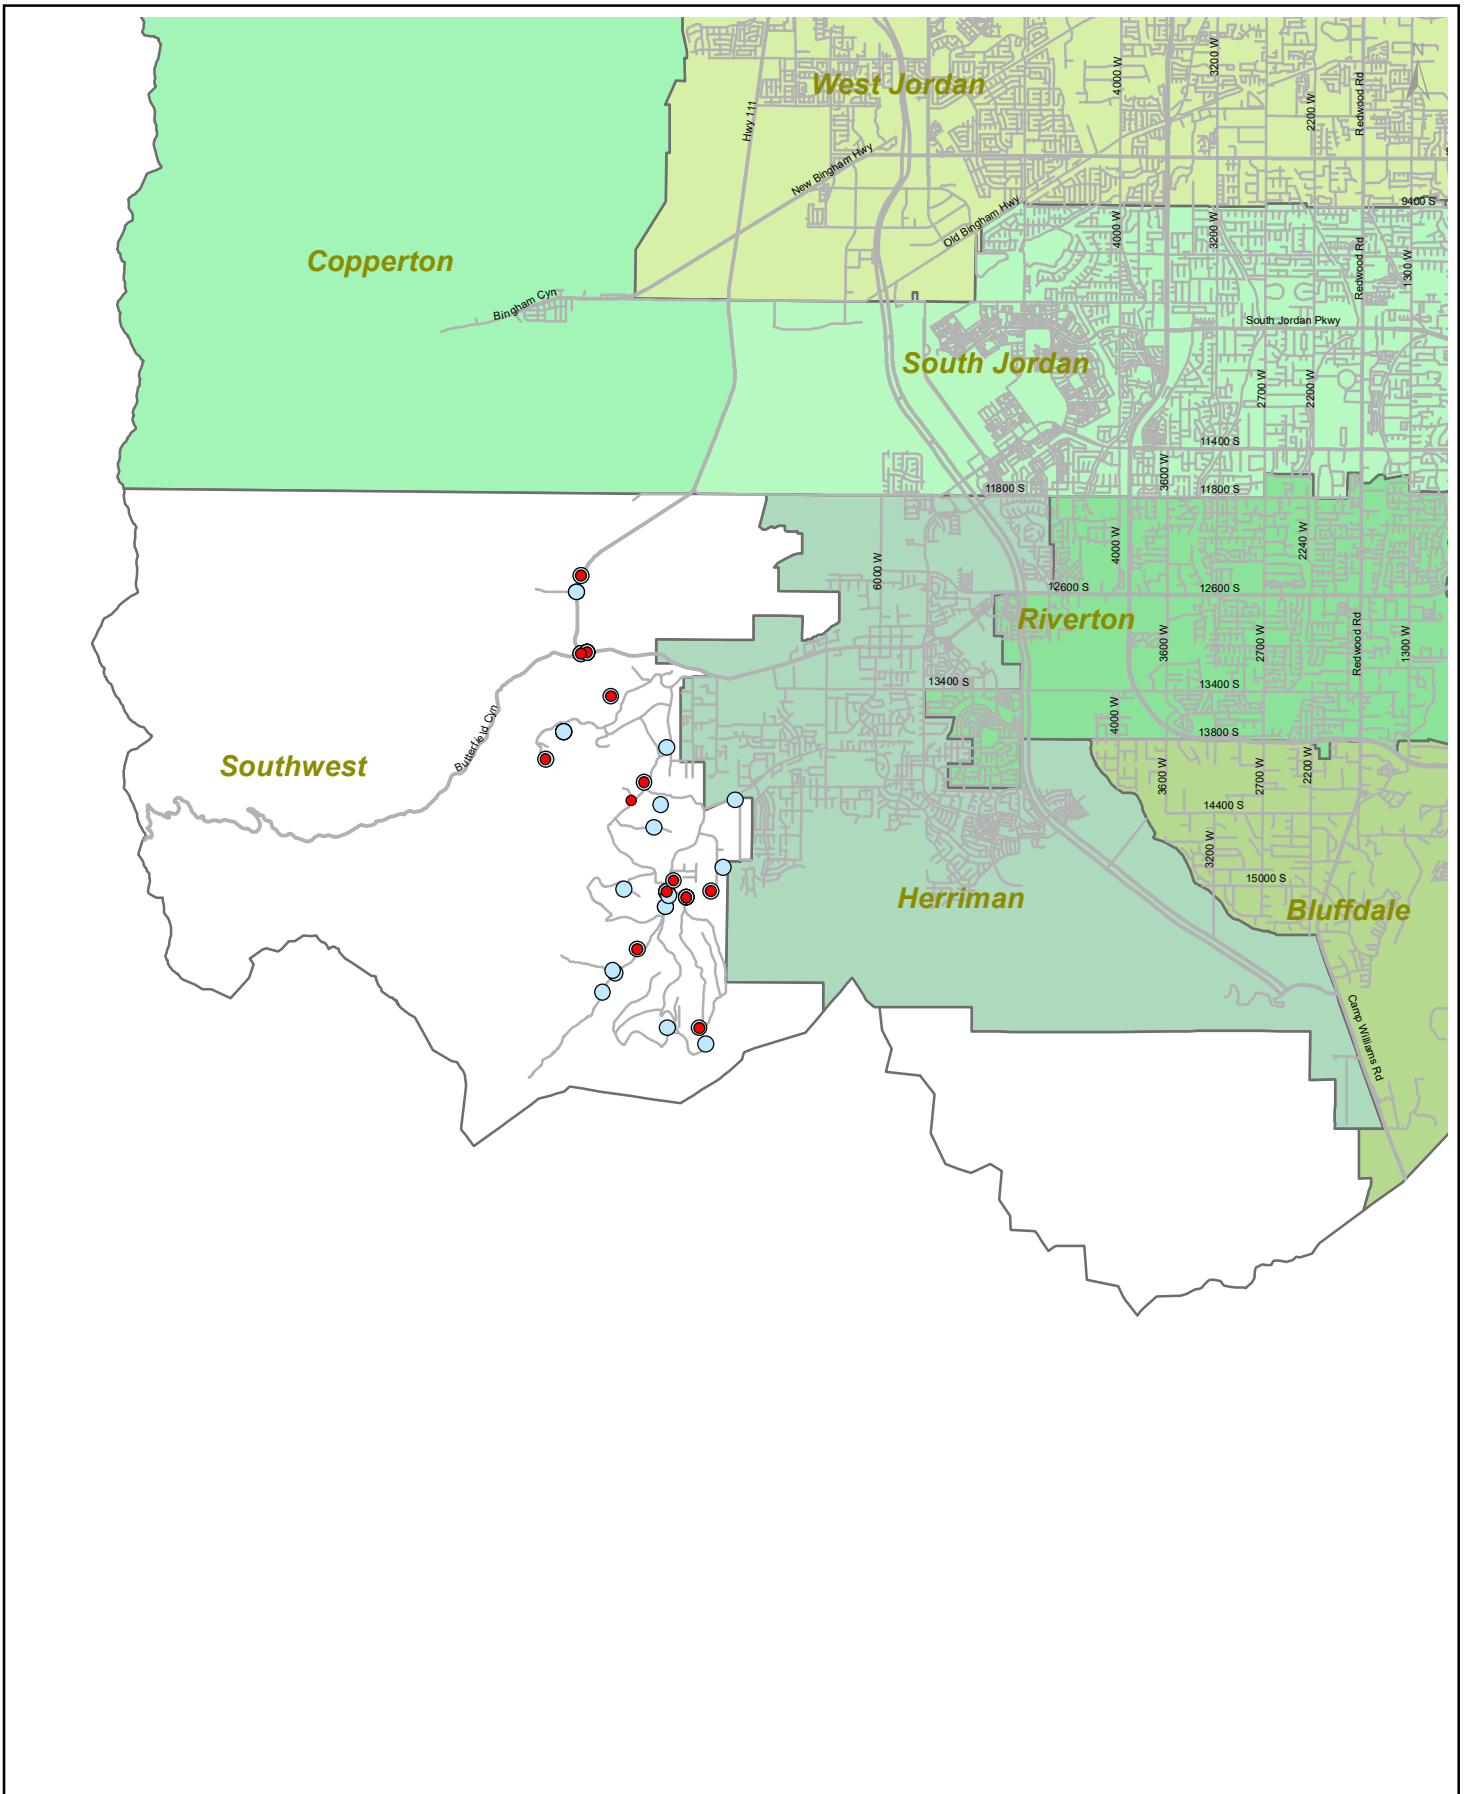 West Jordan
4000 W
3200 W
2200 W
Redwood Rd
N
Hwy 111
New Bingham Hwy
Old Bingham Hwy
9400 S
4000 W
3200 W
Redwood Rd
1300 W
Copperton
Bingham Cyn
South Jordan Pkwy
South Jordan
2700 W
2200 W
11400 S
3600 W
11800 S
11800 S
6000 W
4000 W
2240 W
12600 S
12600 S
Riverton
3600 W
2700 W
Redwood Rd
1300 W
13400 S
13400 S
4000 W
13800 S
Butterfield Cyn
Southwest
3600 W
2700 W
2200 W
14400 S
3200 W
15000 S
Herriman
Bluffdale
Camp Williams Rd